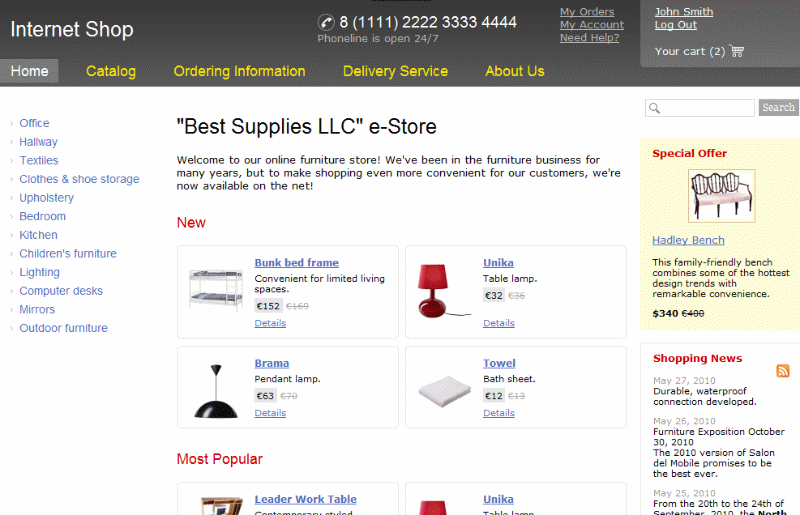 Internet Shop
8 (1111) 2222 3333 4444
Phoneline is open 24/7
My Orders
My Account
Need Help?
John Smith
Log Out
Your cart (2)
Home
Catalog
Ordering Information
Delivery Service
About Us
Office
Hallway
Textiles
Clothes & shoe storage
Upholstery
Bedroom
Kitchen
Children's furniture
Lighting
Computer desks
Mirrors
Outdoor furniture
"Best Supplies LLC" e-Store
Welcome to our online furniture store! We've been in the furniture business for
many years, but to make shopping even more convenient for our customers, we're
now available on the net!
New
Bunk bed frame
Convenient for limited living
spaces.
€152 €169
Details
Unika
Table lamp.
€32 €36
Details
Brama
Pendant lamp.
€63 €70
Details
Towel
Bath sheet.
€12 €13
Details
Most Popular
Leader Work Table
Contemporary styled
Unika
Table lamp.
Search
Special Offer
Hadley Bench
This family-friendly bench
combines some of the hottest
design trends with
remarkable convenience.
$340 €400
Shopping News
May 27, 2010
Durable, waterproof
connection developed.
May 26, 2010
Furniture Exposition October
30, 2010
The 2010 version of Salon
del Mobile promises to be
the best ever.
May 25, 2010
From the 20th to the 24th of
September, 2010, the North